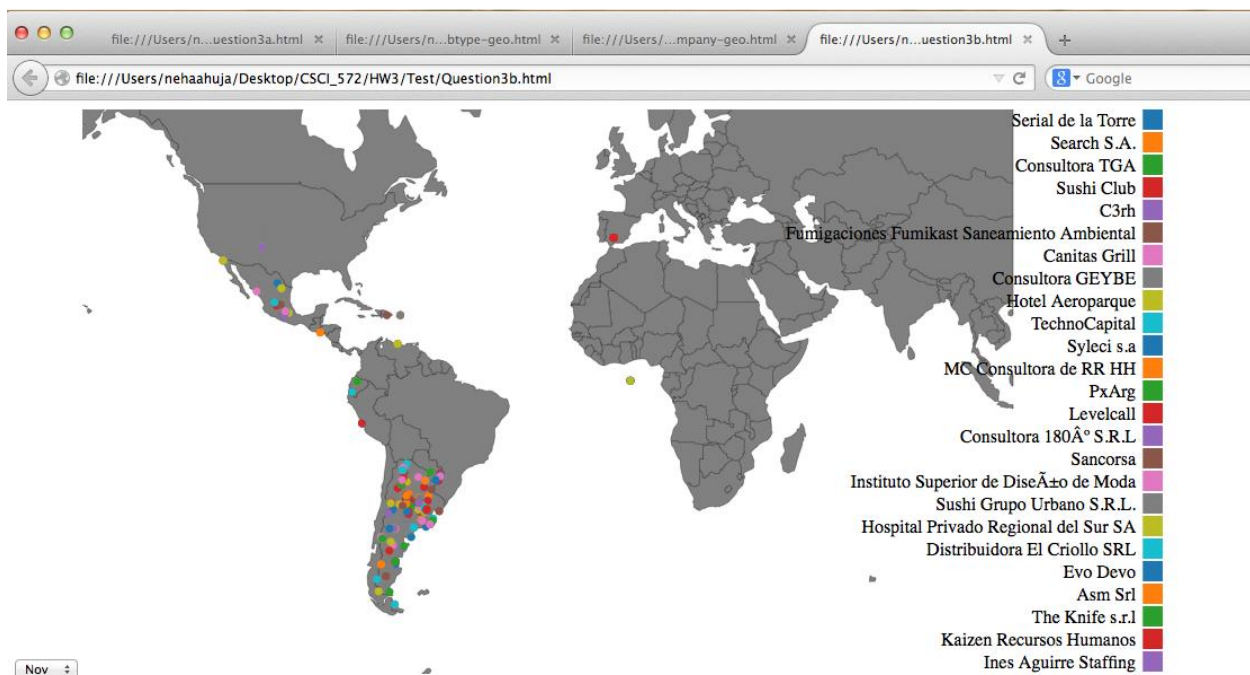 file:///Users/n...uestion3a.html
file:///Users/n...btype-geo.html
file:///Users/...mpany-geo.html
file:///Users/n...uestion3b.html
file:///Users/nehaahuja/Desktop/CSCI_572/HW3/Test/Question3b.html
Google
Serial de la Torre
Search S.A.
Consultora TGA
Sushi Club
C3rh
Fumigaciones Fumikast Saneamiento Ambiental
Canitas Grill
Consultora GEYBE
Hotel Aeroparque
TechnoCapital
Syleci s.a
MC Consultora de RR HH
PxArg
Levelcall
Consultora 180Âº S.R.L
Sancorsa
Instituto Superior de DiseÃ±o de Moda
Sushi Grupo Urbano S.R.L.
Hospital Privado Regional del Sur SA
Distribuidora El Criollo SRL
Evo Devo
Asm Srl
The Knife s.r.l
Kaizen Recursos Humanos
Ines Aguirre Staffing
Nov